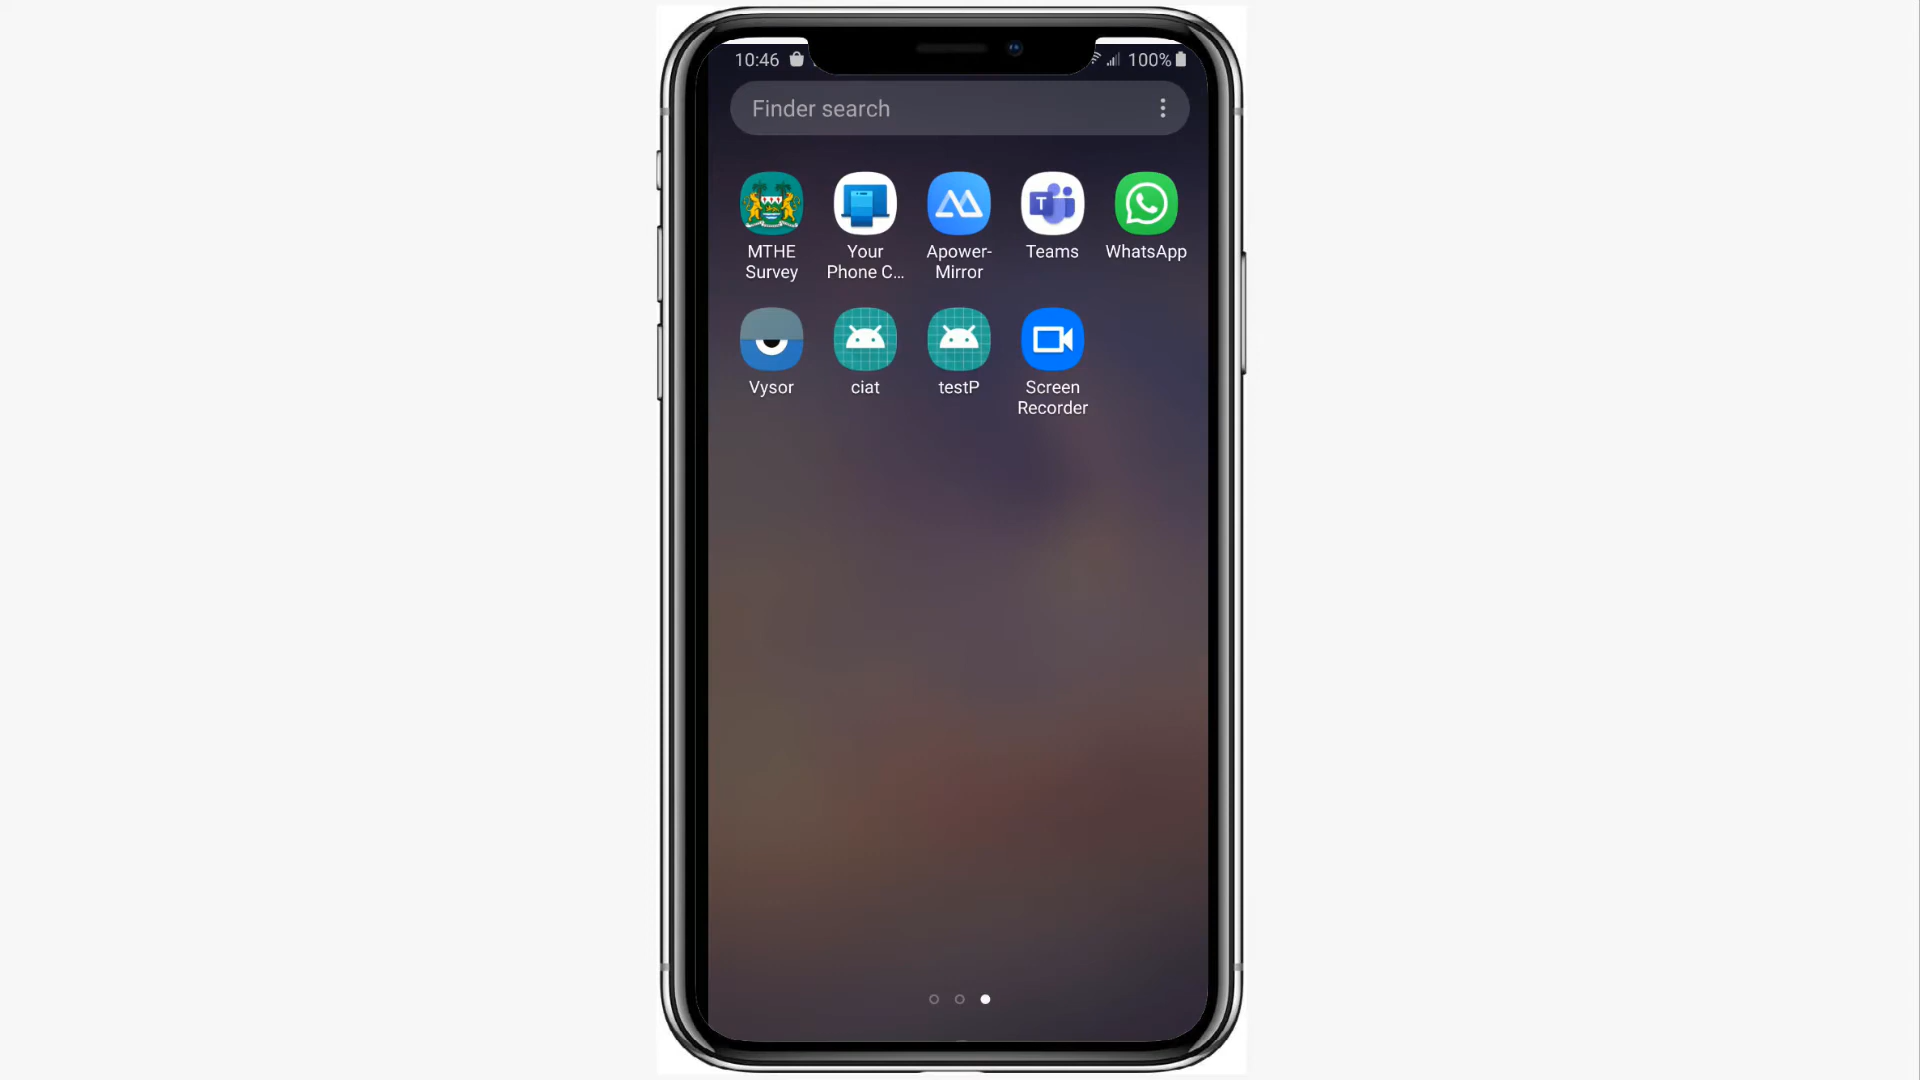 10:46 100%
Finder search
MTHE Survey
Your Phone C...
Apower-Mirror
Teams
WhatsApp
Vysor
ciat
testP
Screen Recorder
T